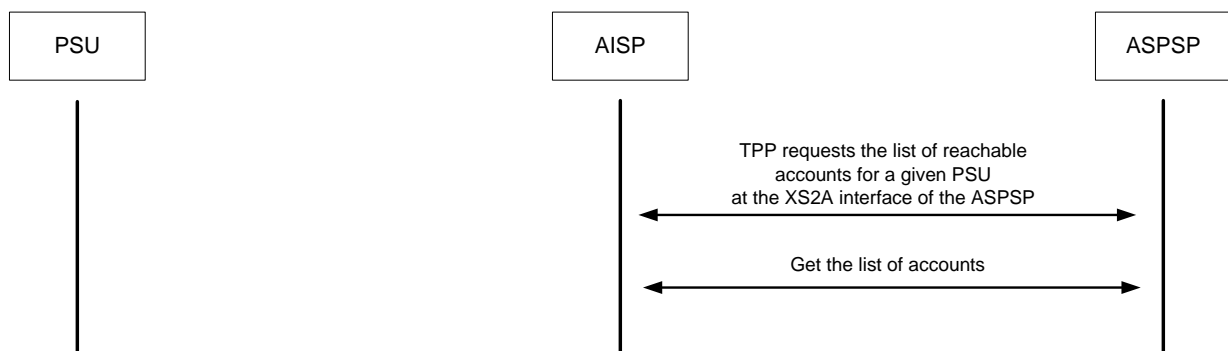 PSU
AISP
ASPSP
TPP requests the list of reachable
accounts for a given PSU
at the XS2A interface of the ASPSP
Get the list of accounts